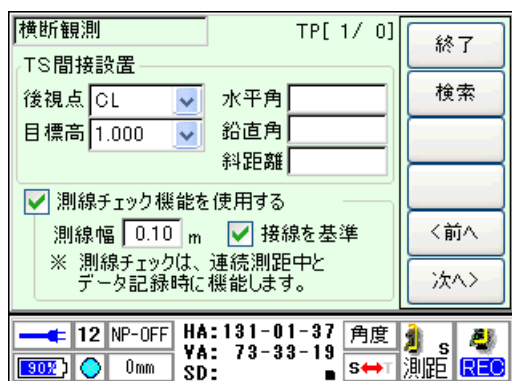 横断観測 TP[ 1/ 0]
終了
TS間接設置
後視点 CL 水平角
検索
目標高 1.000 鉛直角
斜距離
測線チェック機能を使用する
測線幅 0.10 m 接線を基準
<前へ
※ 測線チェックは、連続測距中と
データ記録時に機能します。
次へ>
12 NP-OFF HA:131-01-37 角度
VA: 73-33-19
90% 0mm SD: S↔T 測距 S REC